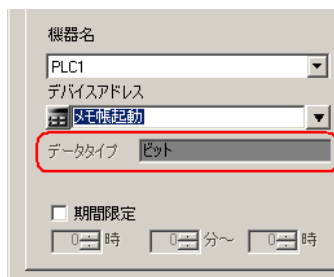 機器名
PLC1
デバイスアドレス
メモ帳起動
データタイプ ビット
期間限定
0 時 0 分～ 0 時